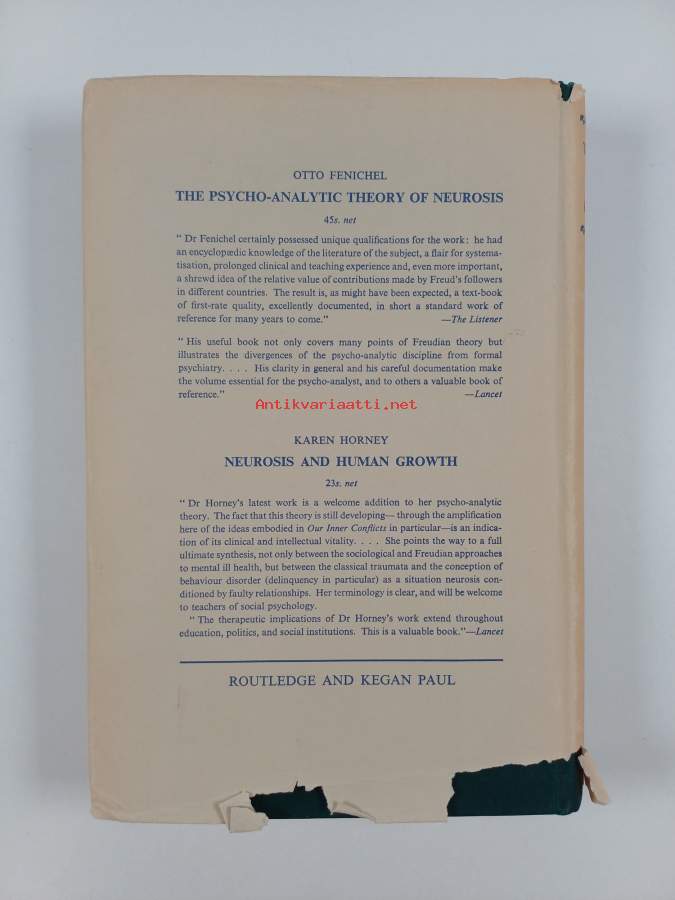 OTTO FENICHEL
THE PSYCHO-ANALYTIC THEORY OF NEUROSIS
45s. net
" Dr Fenichel certainly possessed unique qualifications for the work: he had
an encyclopædic knowledge of the literature of the subject, a flair for systema-
tisation, prolonged clinical and teaching experience and, even more important,
a shrewd idea of the relative value of contributions made by Freud's followers
in different countries. The result is, as might have been expected, a text-book
of first-rate quality, excellently documented, in short a standard work of
reference for many years to come." —The Listener
" His useful book not only covers many points of Freudian theory but
illustrates the divergences of the psycho-analytic discipline from formal
psychiatry. . . . His clarity in general and his careful documentation make
the volume essential for the psycho-analyst, and to others a valuable book of
reference." —Lancet
Antikvariaatti.net
KAREN HORNEY
NEUROSIS AND HUMAN GROWTH
23s. net
" Dr Horney's latest work is a welcome addition to her psycho-analytic
theory. The fact that this theory is still developing—through the amplification
here of the ideas embodied in Our Inner Conflicts in particular—is an indica-
tion of its clinical and intellectual vitality. . . . She points the way to a full
ultimate synthesis, not only between the sociological and Freudian approaches
to mental ill health, but between the classical traumata and the conception of
behaviour disorder (delinquency in particular) as a situation neurosis con-
ditioned by faulty relationships. Her terminology is clear, and will be welcome
to teachers of social psychology.
" The therapeutic implications of Dr Horney's work extend throughout
education, politics, and social institutions. This is a valuable book."—Lancet
ROUTLEDGE AND KEGAN PAUL